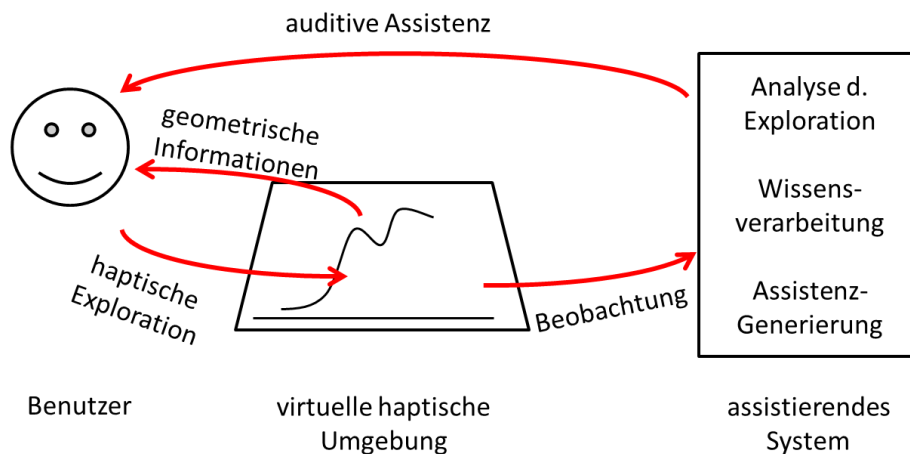 auditive Assistenz
geometrische
Informationen
haptische
Exploration
Beobachtung
Analyse d.
Exploration
Wissens-
verarbeitung
Assistenz-
Generierung
Benutzer
virtuelle haptische
Umgebung
assistierendes
System